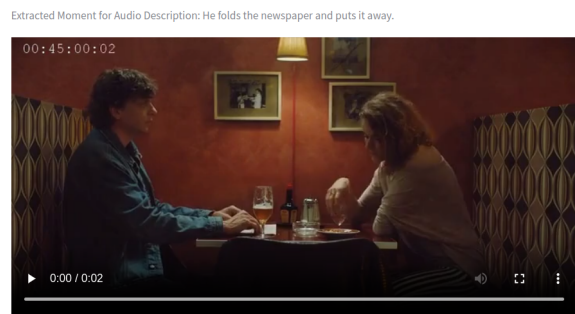 Extracted Moment for Audio Description: He folds the newspaper and puts it away.
00:45:00:02
0:00 / 0:02